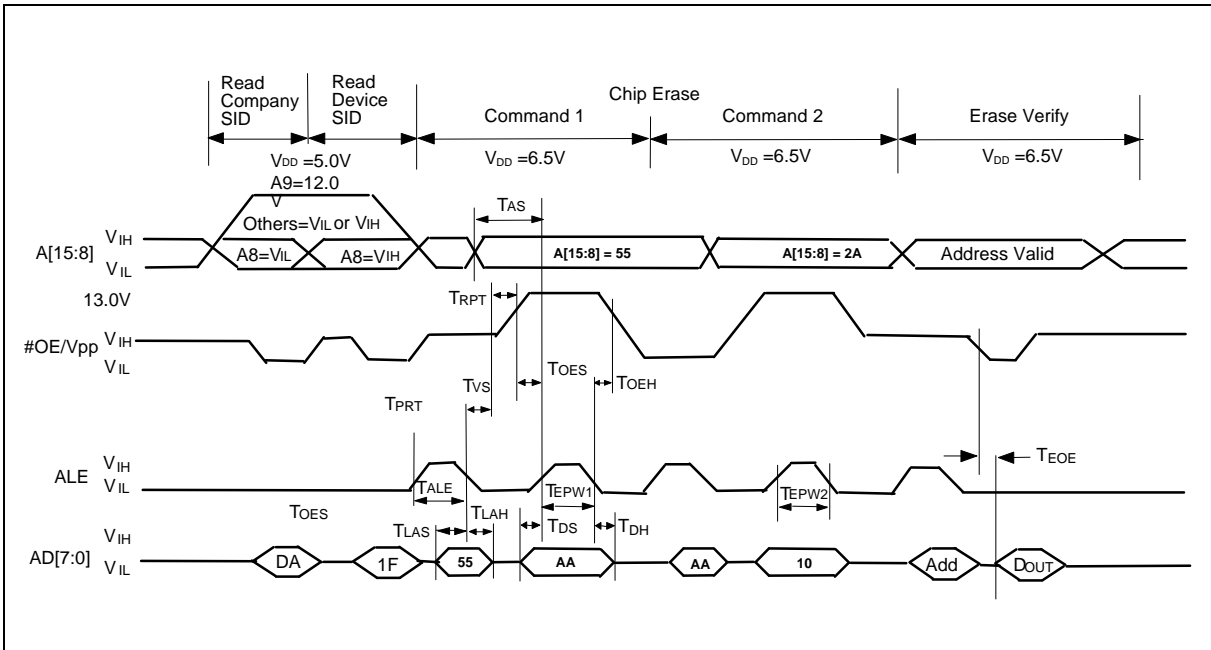 Read
Company
SID
Read
Device
SID
Chip Erase
Command 1
Command 2
Erase Verify
VDD =5.0V
VDD =6.5V
VDD =6.5V
VDD =6.5V
A9=12.0
V
TAS
Others=VIL or VIH
A[15:8]
VIH
VIL
A8=VIL
A8=VIH
A[15:8] = 55
A[15:8] = 2A
Address Valid
13.0V
TRPT
#OE/Vpp
VIH
VIL
TOES
TOEH
TVS
TPRT
TEOE
ALE
VIH
VIL
TALE
TEPW1
TEPW2
TOES
TLAH
TLAS
TDS
TDH
AD[7:0]
VIH
VIL
DA
1F
55
AA
AA
10
Add
DOUT